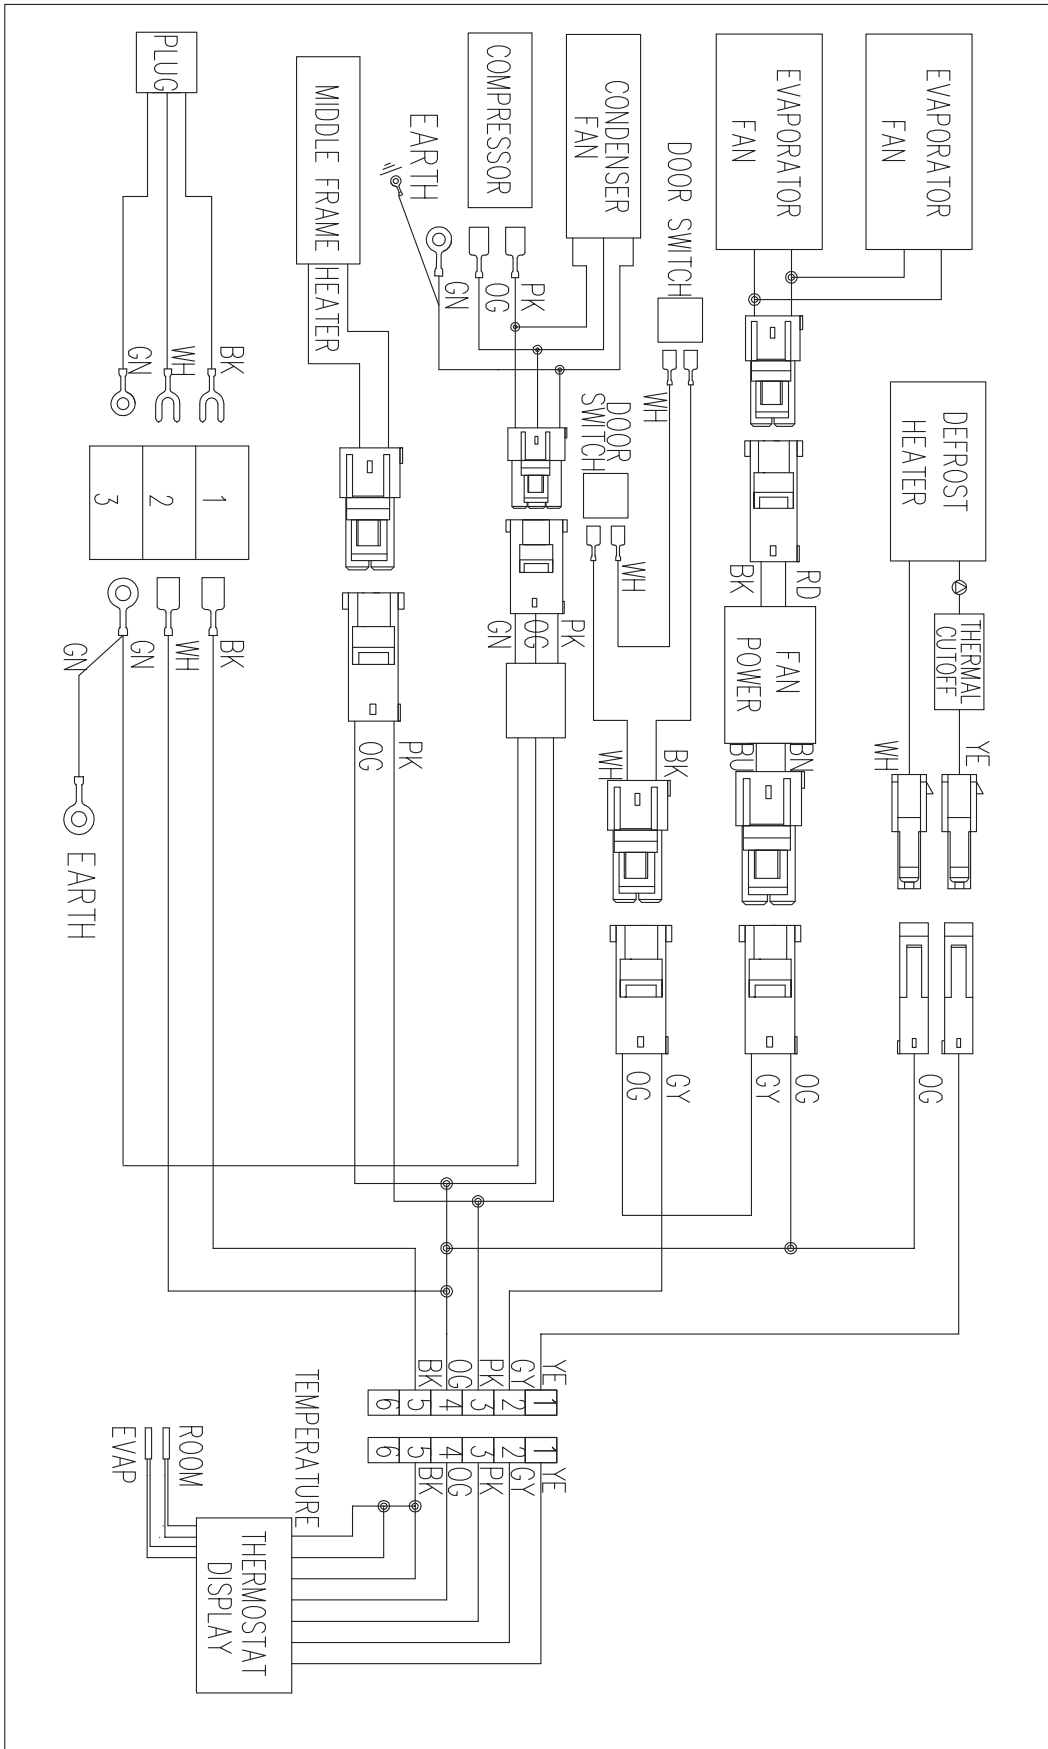 PLUG
GN
WH
BK
3
2
1
GN
GN
WH
BK
EARTH
MIDDLE FRAME HEATER
OG
PK
EARTH
COMPRESSOR
GN
OG
PK
CONDENSER
FAN
GN
OG
PK
DOOR SWITCH
WH
DOOR
SWITCH
WH
WH
BK
OG
GY
EVAPORATOR
FAN
EVAPORATOR
FAN
BK
RD
FAN
POWER
BU
BN
GY
OG
DEFROST
HEATER
THERMAL
CUTOFF
WH
YE
OG
BK
OG
PK
GY
YE
6
5
4
3
2
1
6
5
4
3
2
1
BK
OG
PK
GY
YE
TEMPERATURE
ROOM
EVAP
THERMOSTAT
DISPLAY